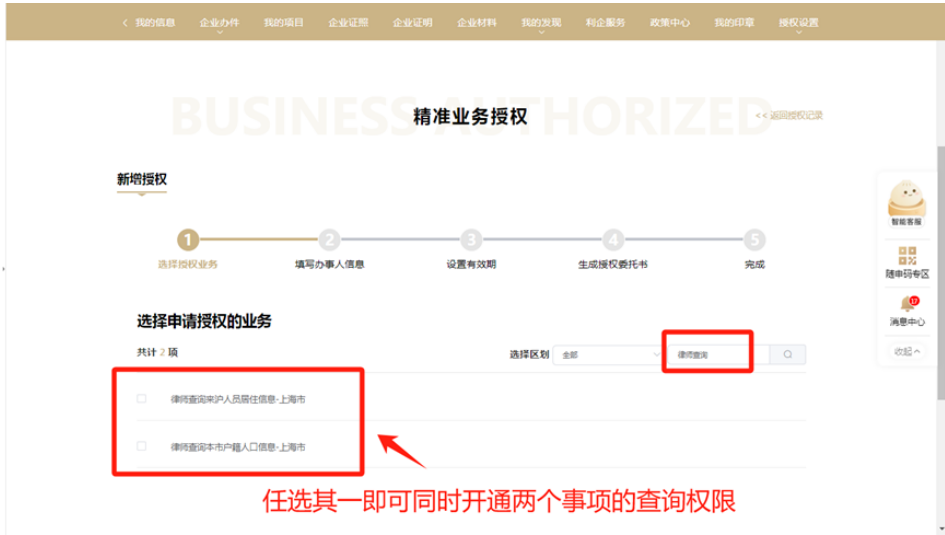 < 我的信息 企业办件 我的项目 企业证照 企业证明 企业材料 我的发现 利企服务 政策中心 我的印章 授权设置
BUSINESS AUTHORIZED
精准业务授权
<< 返回授权记录
新增授权
1 2 3 4 5
选择授权业务 填写办事人信息 设置有效期 生成授权委托书 完成
智能客服
随申码专区
17
消息中心
收起
选择申请授权的业务
共计 2 项
选择区划 全部 律师查询
律师查询来沪人员居住信息-上海市
律师查询本市户籍人口信息-上海市
任选其一即可同时开通两个事项的查询权限